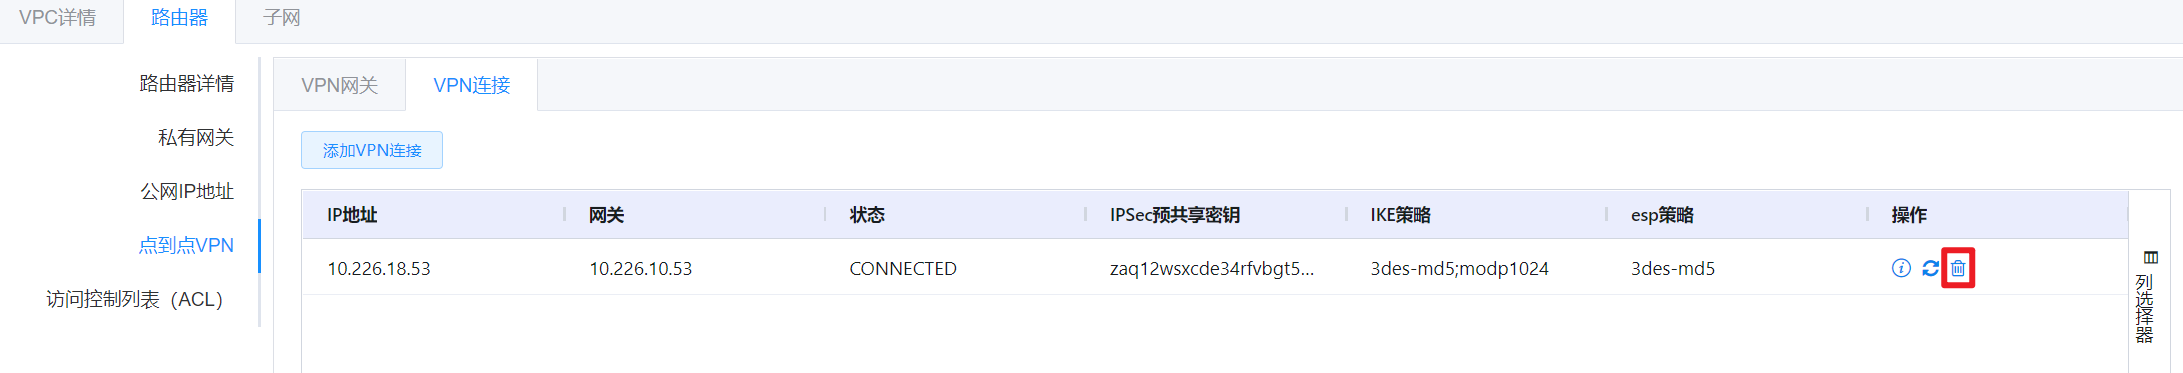 VPC详情 路由器 子网
路由器详情
私有网关
公网IP地址
点到点VPN
访问控制列表（ACL）
VPN网关 VPN连接
添加VPN连接
IP地址 网关 状态 IPSec预共享密钥 IKE策略 esp策略 操作
10.226.18.53 10.226.10.53 CONNECTED zaq12wsxcde34rfvbgt5... 3des-md5;modp1024 3des-md5
列选择器